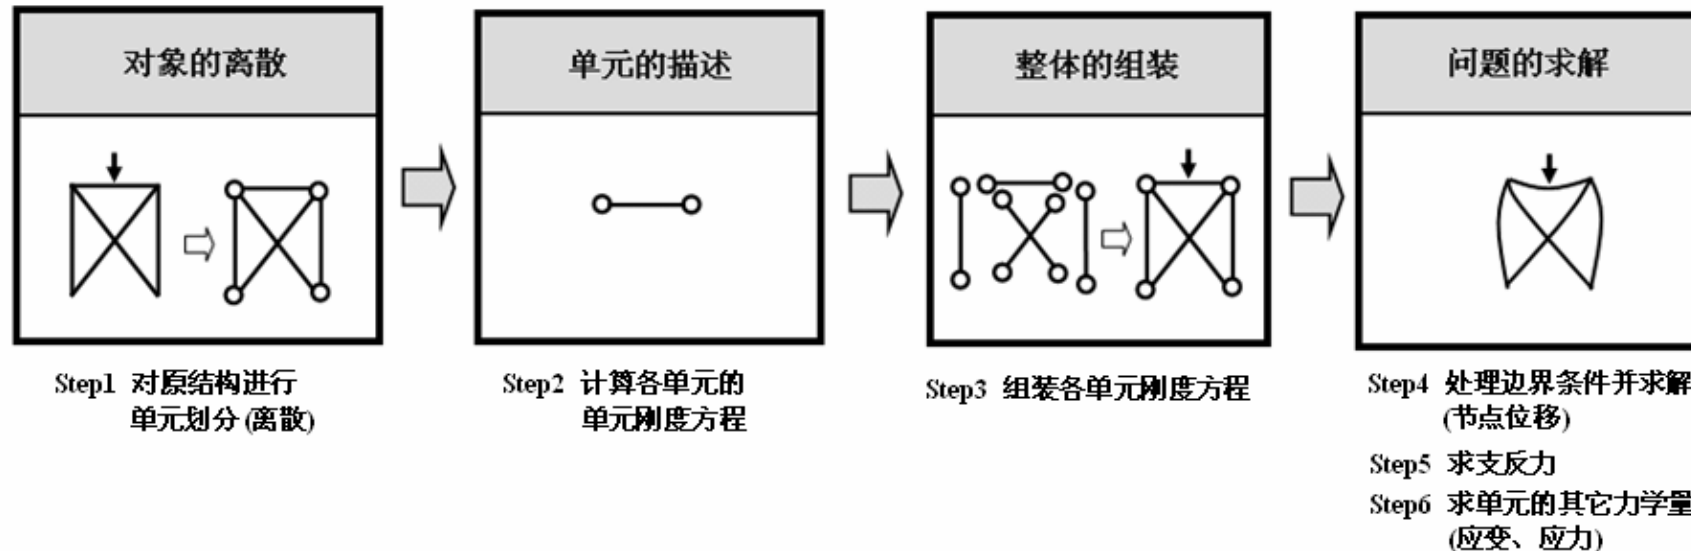 对象的离散
单元的描述
整体的组装
问题的求解
Step1 对原结构进行
单元划分(离散)
Step2 计算各单元的
单元刚度方程
Step3 组装各单元刚度方程
Step4 处理边界条件并求解
(节点位移)
Step5 求支反力
Step6 求单元的其它力学量
(应变、应力)